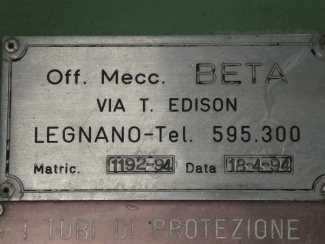 Off. Mecc. BETA
VIA T. EDISON
LEGNANO-Tel. 595.300
Matric. 1192-94 Data 18-4-94
I TUBI DI PROTEZIONE